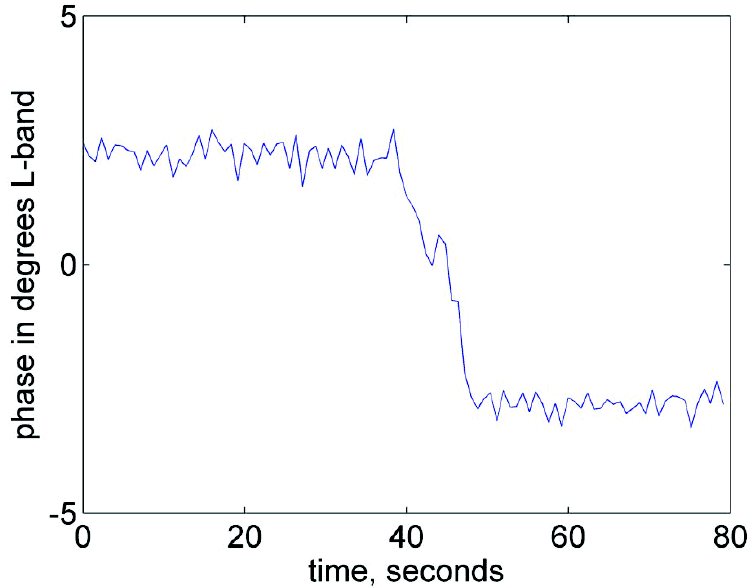 5
0
-5
phase in degrees L-band
0 20 40 60 80
time, seconds